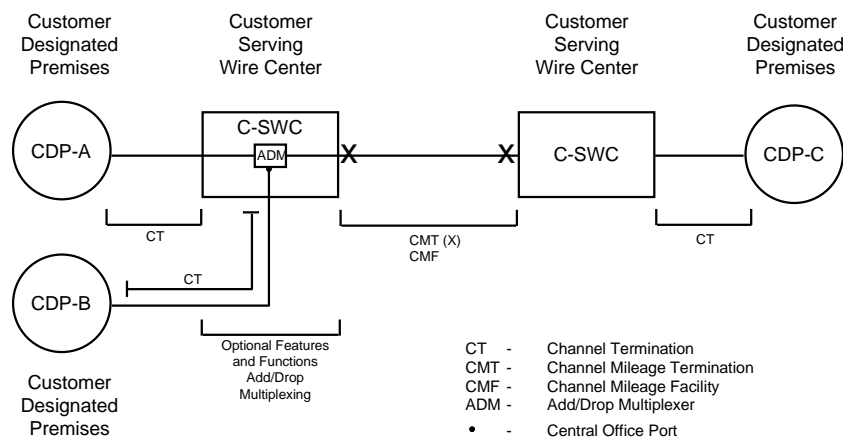 Customer
Designated
Premises
Customer
Serving
Wire Center
Customer
Serving
Wire Center
Customer
Designated
Premises
CDP-A
C-SWC
ADM
X
X
C-SWC
CDP-C
CT
CMT (X)
CMF
CT
CT
CDP-B
Optional Features
and Functions
Add/Drop
Multiplexing
Customer
Designated
Premises
CT - Channel Termination
CMT - Channel Mileage Termination
CMF - Channel Mileage Facility
ADM - Add/Drop Multiplexer
• - Central Office Port